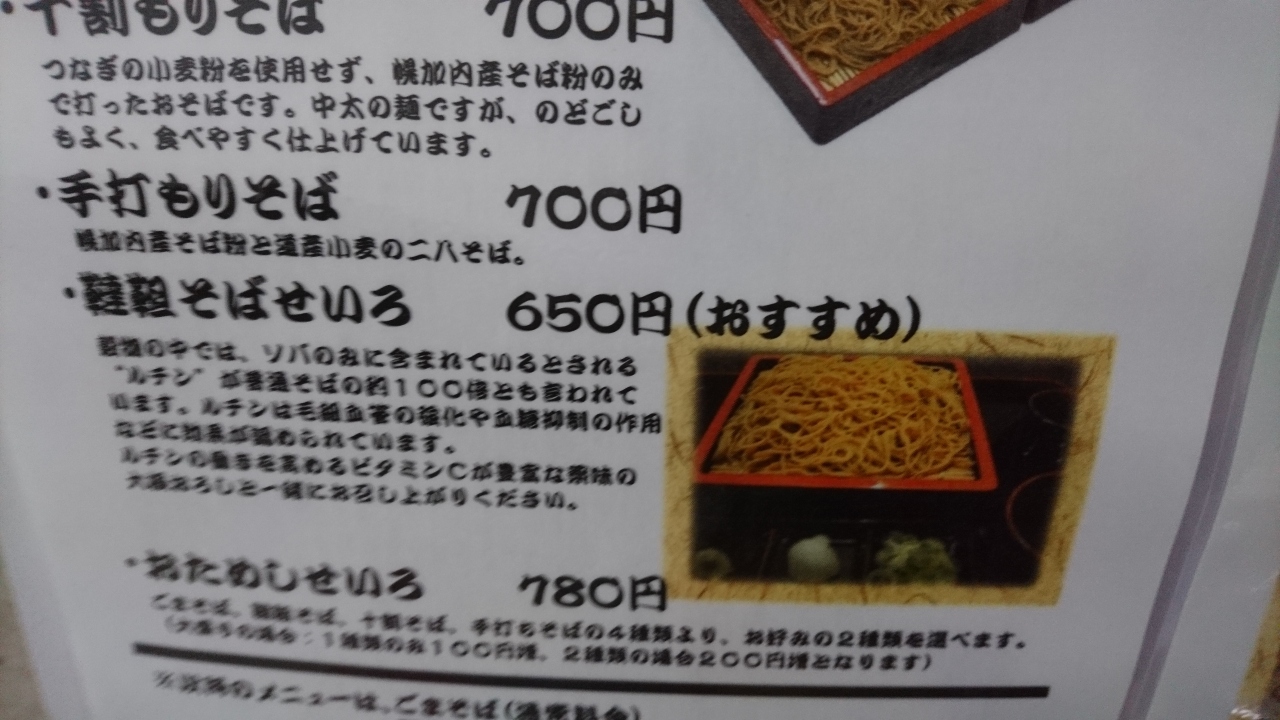 ・十割もりそば 700円
つなぎの小麦粉を使用せず、幌加内産そば粉のみ
で打ったおそばです。中太の麺ですが、のどごし
もよく、食べやすく仕上げています。
・手打もりそば 700円
幌加内産そば粉と道産小麦の二八そば。
・韃靼そばせいろ 650円(おすすめ)
穀物の中では、ソバのみに含まれているとされる
"ルチン"が普通そばの約100倍とも言われて
います。ルチンは毛細血管の強化や血糖抑制の作用
などに効果が認められています。
ルチンの働きを高めるビタミンCが豊富な薬味の
大根おろしと一緒にお召し上がりください。
・おためしせいろ 780円
ごまそば、韃靼そば、十割そば、手打ちそばの4種類より、お好みの2種類を選べます。
(大盛りの場合：1種類のみ100円増、2種類の場合200円増となります)
のメニューは、ごまそば(通常料金)